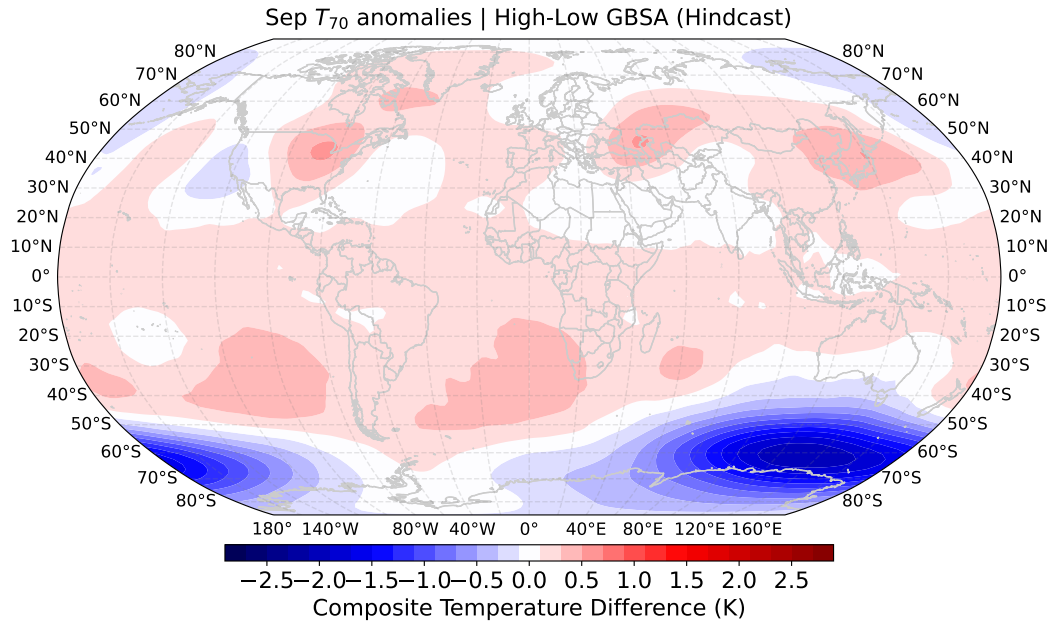 Sep T70 anomalies | High-Low GBSA (Hindcast)
80°N 80°N
70°N 70°N
60°N 60°N
50°N 50°N
40°N 40°N
30°N 30°N
20°N 20°N
10°N 10°N
0° 0°
10°S 10°S
20°S 20°S
30°S 30°S
40°S 40°S
50°S 50°S
60°S 60°S
70°S 70°S
80°S 80°S
180° 140°W 80°W 40°W 0° 40°E 80°E 120°E 160°E
−2.5 −2.0 −1.5 −1.0 −0.5 0.0 0.5 1.0 1.5 2.0 2.5
Composite Temperature Difference (K)